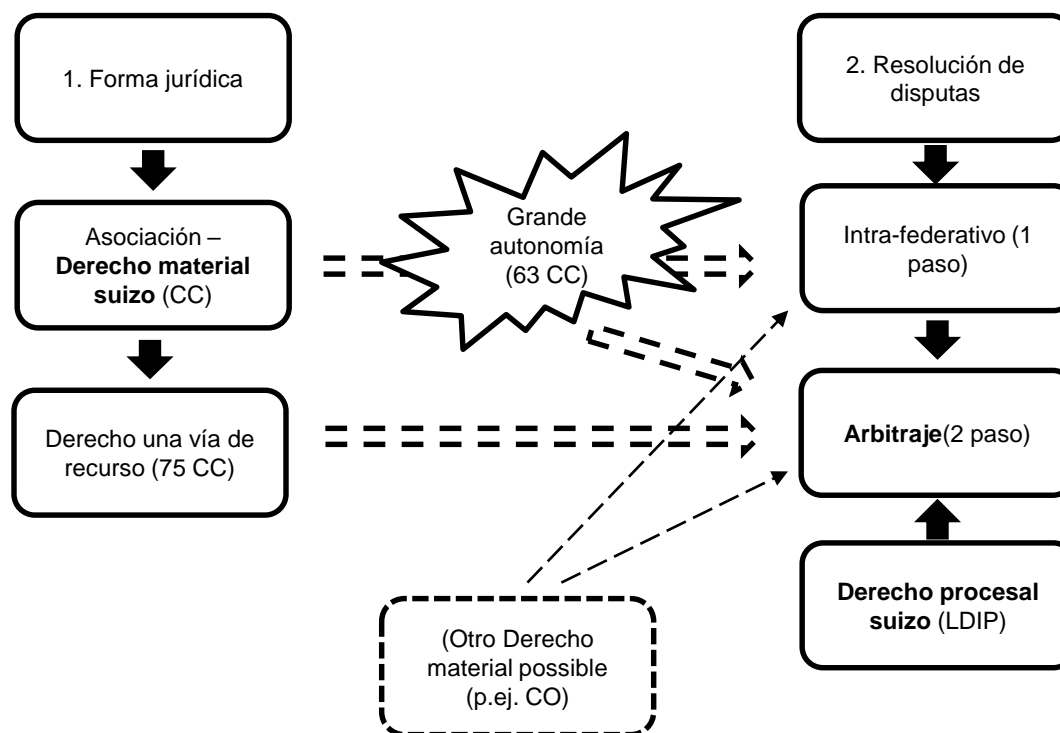 1. Forma jurídica
Asociación –
Derecho material
suizo (CC)
Derecho una vía de
recurso (75 CC)
Grande
autonomía
(63 CC)
(Otro Derecho
material possible
(p.ej. CO)
2. Resolución de
disputas
Intra-federativo (1
paso)
Arbitraje(2 paso)
Derecho procesal
suizo (LDIP)